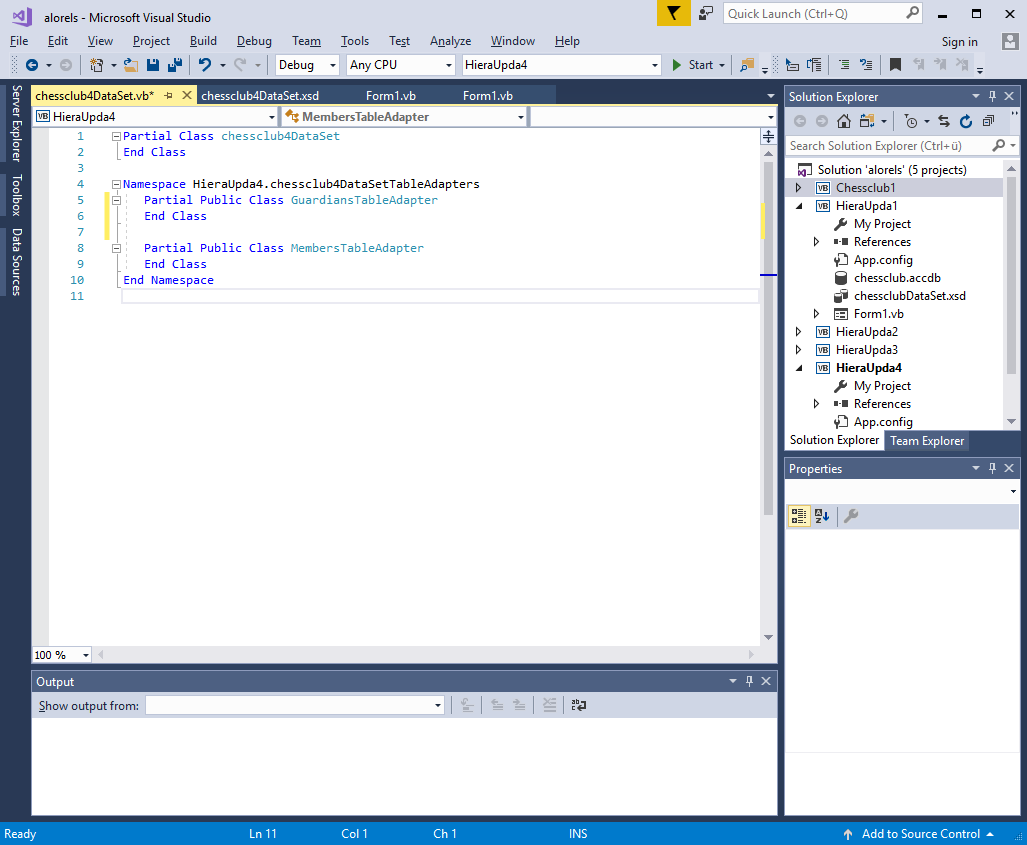 alorels - Microsoft Visual Studio
Quick Launch (Ctrl+Q)
File Edit View Project Build Debug Team Tools Test Analyze Window Help
Sign in
Debug Any CPU HieraUpda4 Start
Server Explorer
Toolbox
Data Sources
chessclub4DataSet.vb* chessclub4DataSet.xsd Form1.vb Form1.vb
VB HieraUpda4 MembersTableAdapter
1 Partial Class chessclub4DataSet
2 End Class
3
4 Namespace HieraUpda4.chessclub4DataSetTableAdapters
5 Partial Public Class GuardiansTableAdapter
6 End Class
7
8 Partial Public Class MembersTableAdapter
9 End Class
10 End Namespace
11
100 %
Output
Show output from:
Solution Explorer
Search Solution Explorer (Ctrl+ü)
Solution 'alorels' (5 projects)
VB Chessclub1
VB HieraUpda1
My Project
References
App.config
chessclub.accdb
chessclubDataSet.xsd
Form1.vb
VB HieraUpda2
VB HieraUpda3
VB HieraUpda4
My Project
References
App.config
Solution Explorer Team Explorer
Properties
Ready Ln 11 Col 1 Ch 1 INS Add to Source Control